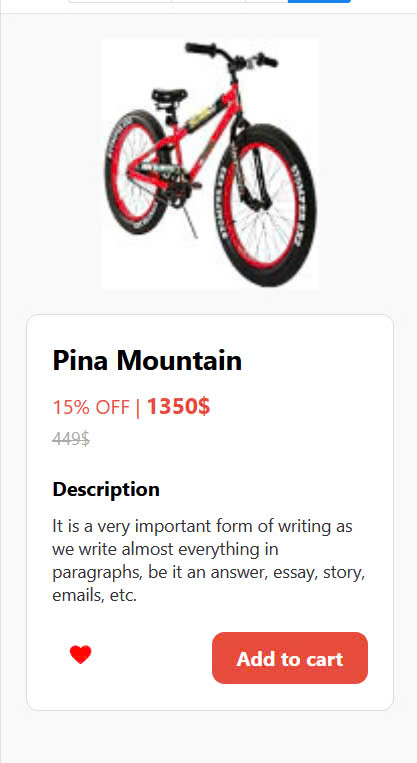 Pina Mountain
15% OFF | 1350$
449$
Description
It is a very important form of writing as
we write almost everything in
paragraphs, be it an answer, essay, story,
emails, etc.
Add to cart